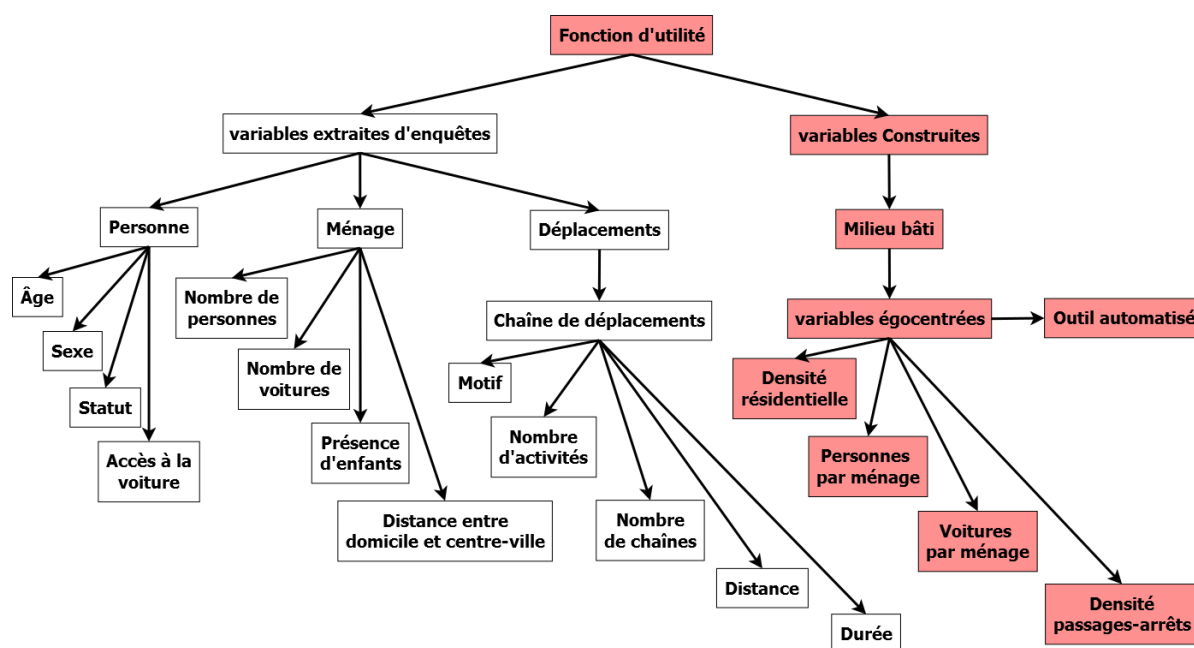 Fonction d'utilité
variables extraites d'enquêtes
variables Construites
Personne
Ménage
Déplacements
Milieu bâti
Âge
Sexe
Statut
Accès à la
voiture
Nombre de
personnes
Nombre de
voitures
Présence
d'enfants
Distance entre
domicile et centre-ville
Chaîne de déplacements
Motif
Nombre
d'activités
Nombre
de chaînes
Distance
Durée
variables égocentrées
Outil automatisé
Densité
résidentielle
Personnes
par ménage
Voitures
par ménage
Densité
passages-arrêts